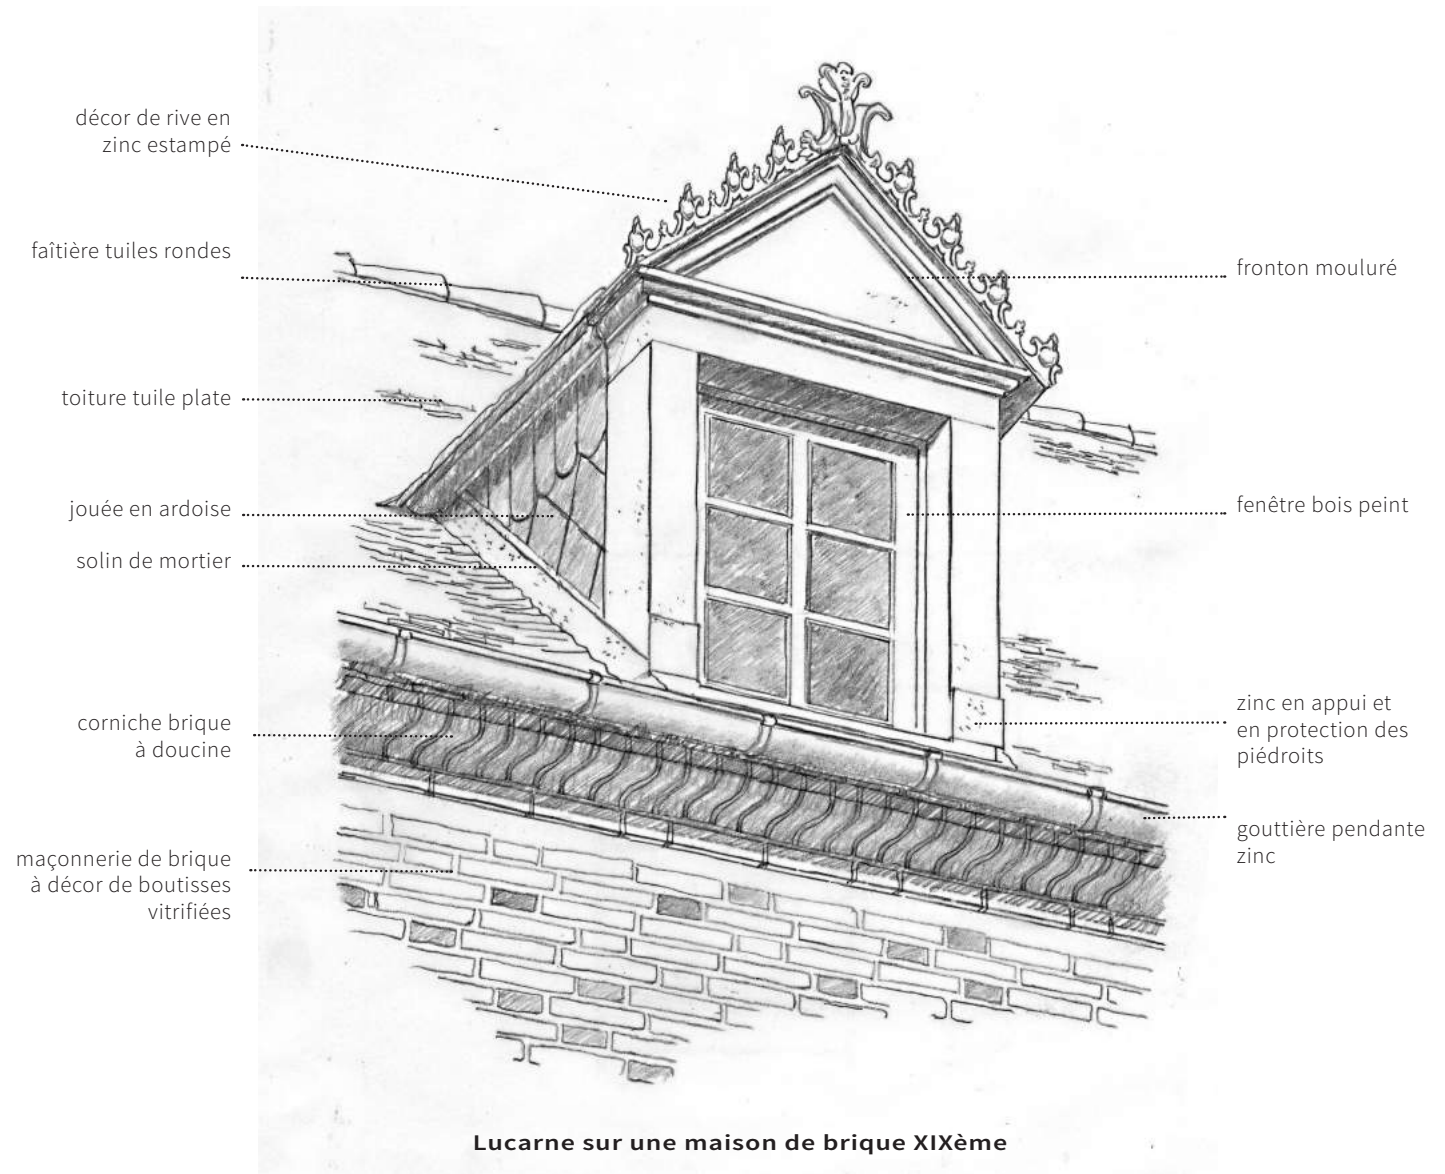 décor de rive en
zinc estampé
faîtière tuiles rondes
toiture tuile plate
jouée en ardoise
solin de mortier
corniche brique
à doucine
maçonnerie de brique
à décor de boutisses
vitrifiées
fronton mouluré
fenêtre bois peint
zinc en appui et
en protection des
piédroits
gouttière pendante
zinc
Lucarne sur une maison de brique XIXème